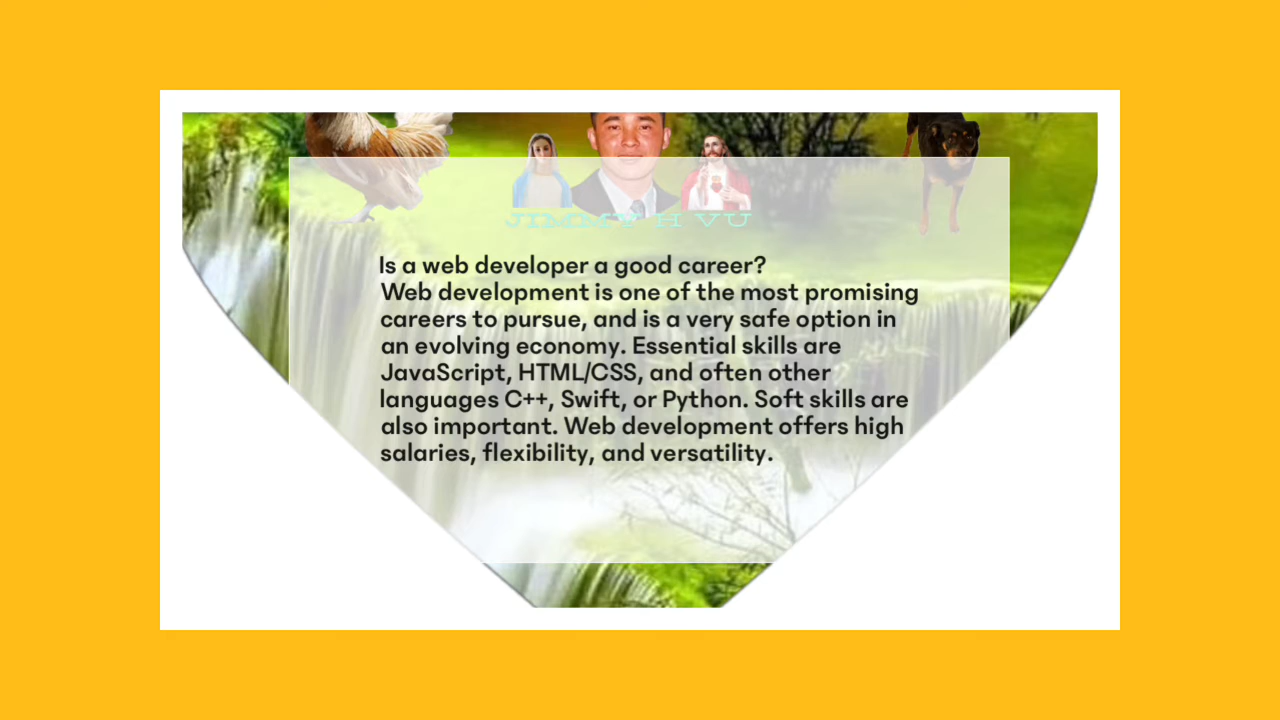 JIMMY H VU
Is a web developer a good career?
Web development is one of the most promising
careers to pursue, and is a very safe option in
an evolving economy. Essential skills are
JavaScript, HTML/CSS, and often other
languages C++, Swift, or Python. Soft skills are
also important. Web development offers high
salaries, flexibility, and versatility.